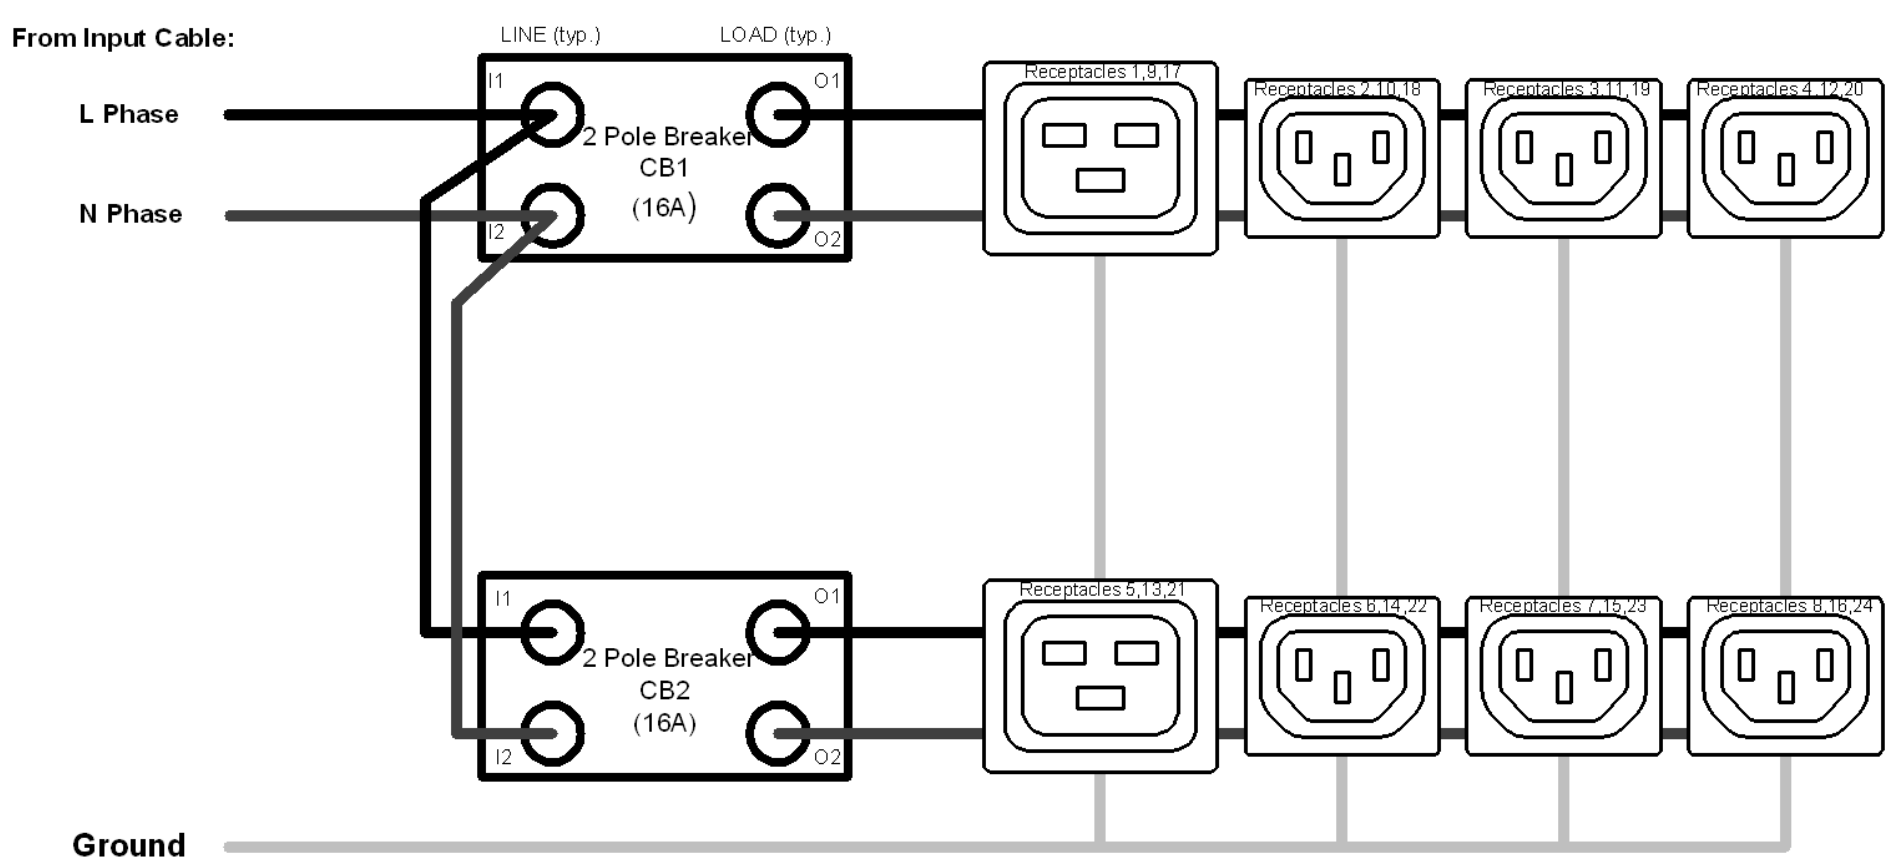 From Input Cable:
LINE (typ.)
LOAD (typ.)
I1
O1
Receptacles 1,9,17
Receptacles 2,10,18
Receptacles 3,11,19
Receptacles 4,12,20
L Phase
2 Pole Breaker
CB1
(16A)
N Phase
I2
O2
I1
O1
Receptacles 5,13,21
Receptacles 6,14,22
Receptacles 7,15,23
Receptacles 8,16,24
2 Pole Breaker
CB2
(16A)
I2
O2
Ground